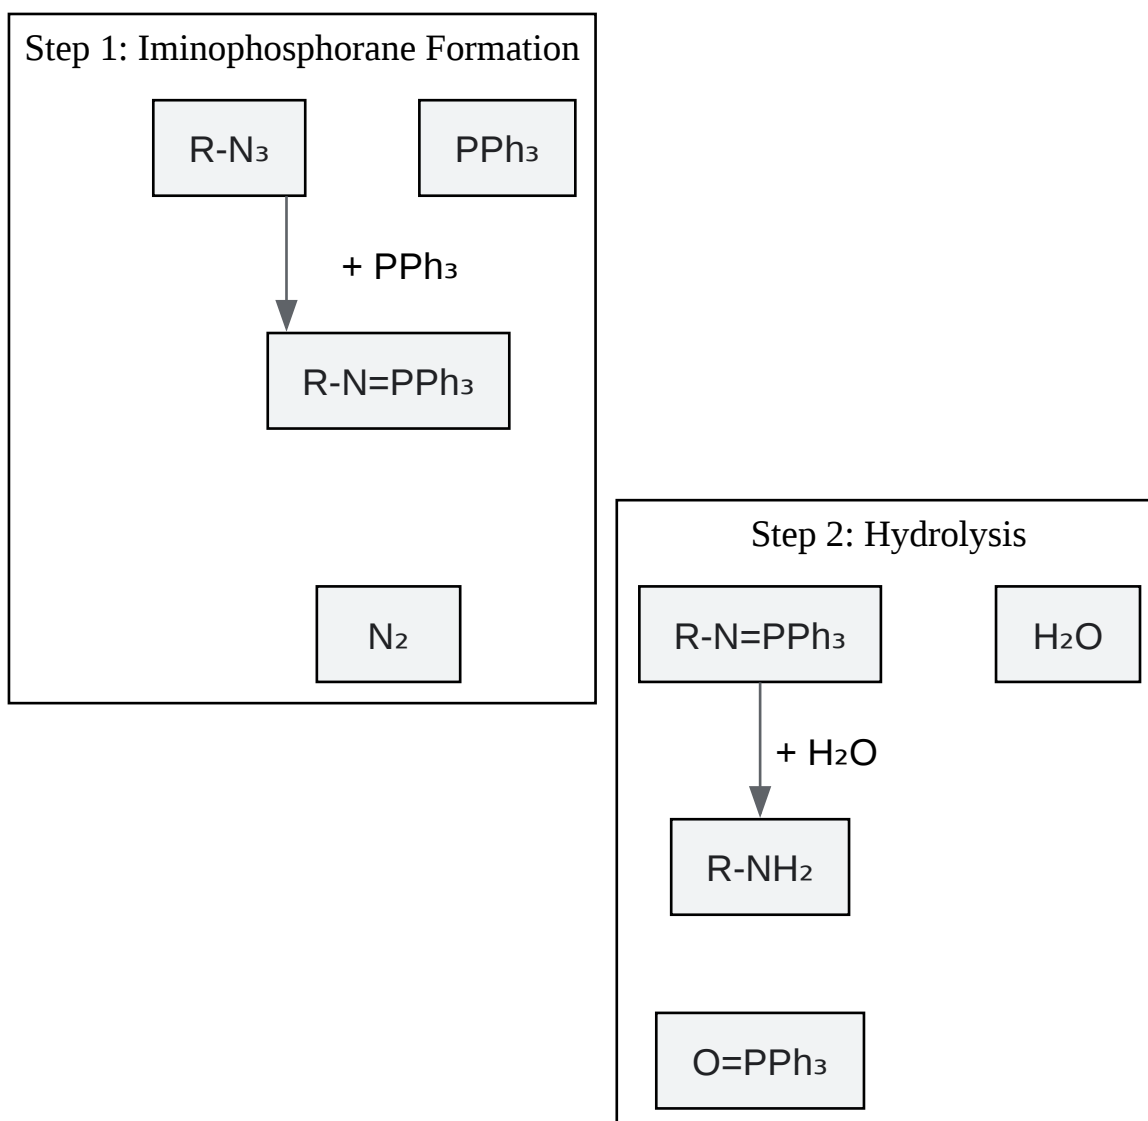 Step 1: Iminophosphorane Formation
R-N₃
PPh₃
+ PPh₃
R-N=PPh₃
N₂
Step 2: Hydrolysis
R-N=PPh₃
H₂O
+ H₂O
R-NH₂
O=PPh₃